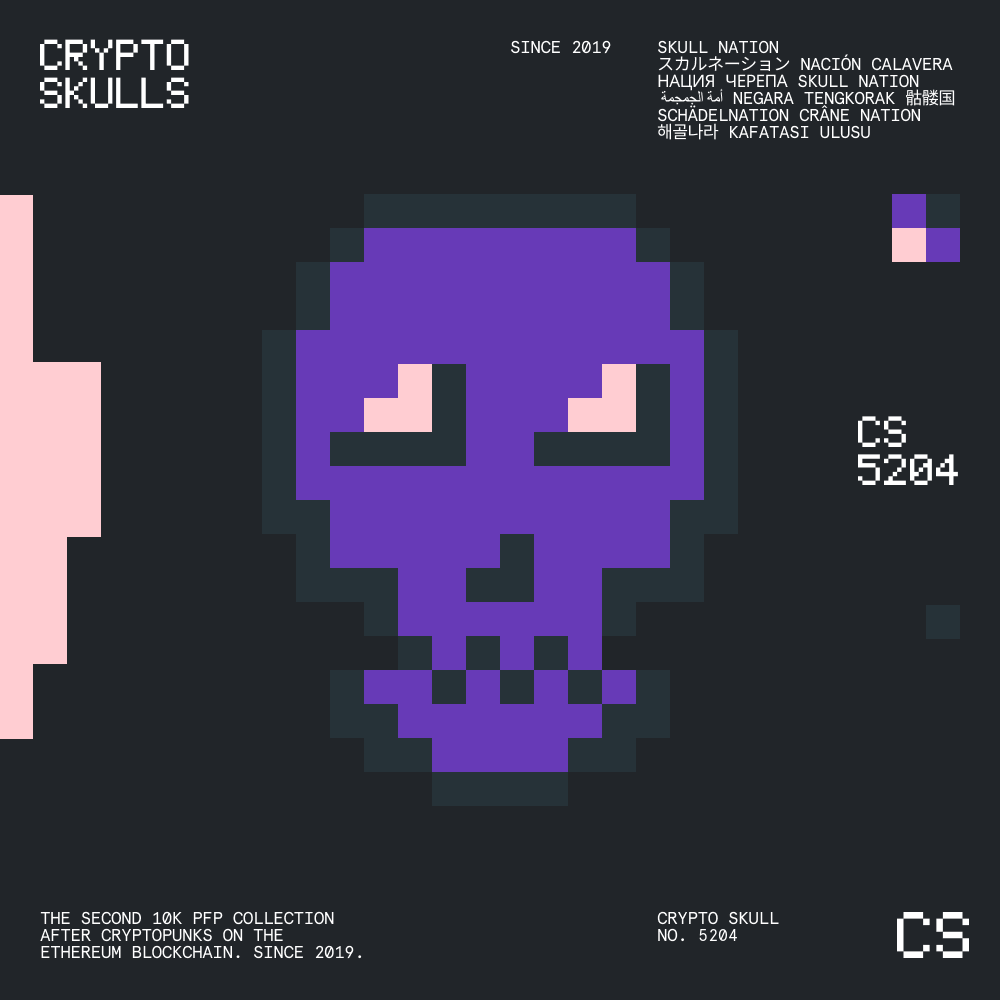 CRYPTO
SKULLS
SINCE 2019
SKULL NATION
スカルネーション NACIÓN CALAVERA
НАЦИЯ ЧЕРЕПА SKULL NATION
أمة الجمجمة NEGARA TENGKORAK 骷髅国
SCHÄDELNATION CRÂNE NATION
해골나라 KAFATASI ULUSU
CS
5204
THE SECOND 10K PFP COLLECTION
AFTER CRYPTOPUNKS ON THE
ETHEREUM BLOCKCHAIN. SINCE 2019.
CRYPTO SKULL
NO. 5204
CS